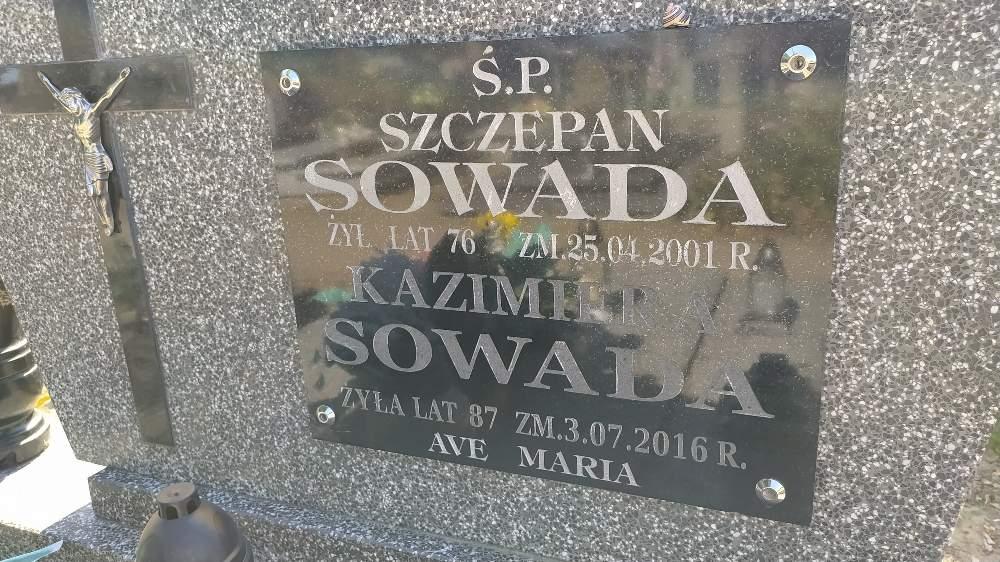 Ś.P.
SZCZEPAN
SOWADA
ŻYŁ LAT 76 ZM.25.04.2001 R.
KAZIMIERA
SOWADA
ŻYŁA LAT 87 ZM.3.07.2016 R.
AVE MARIA